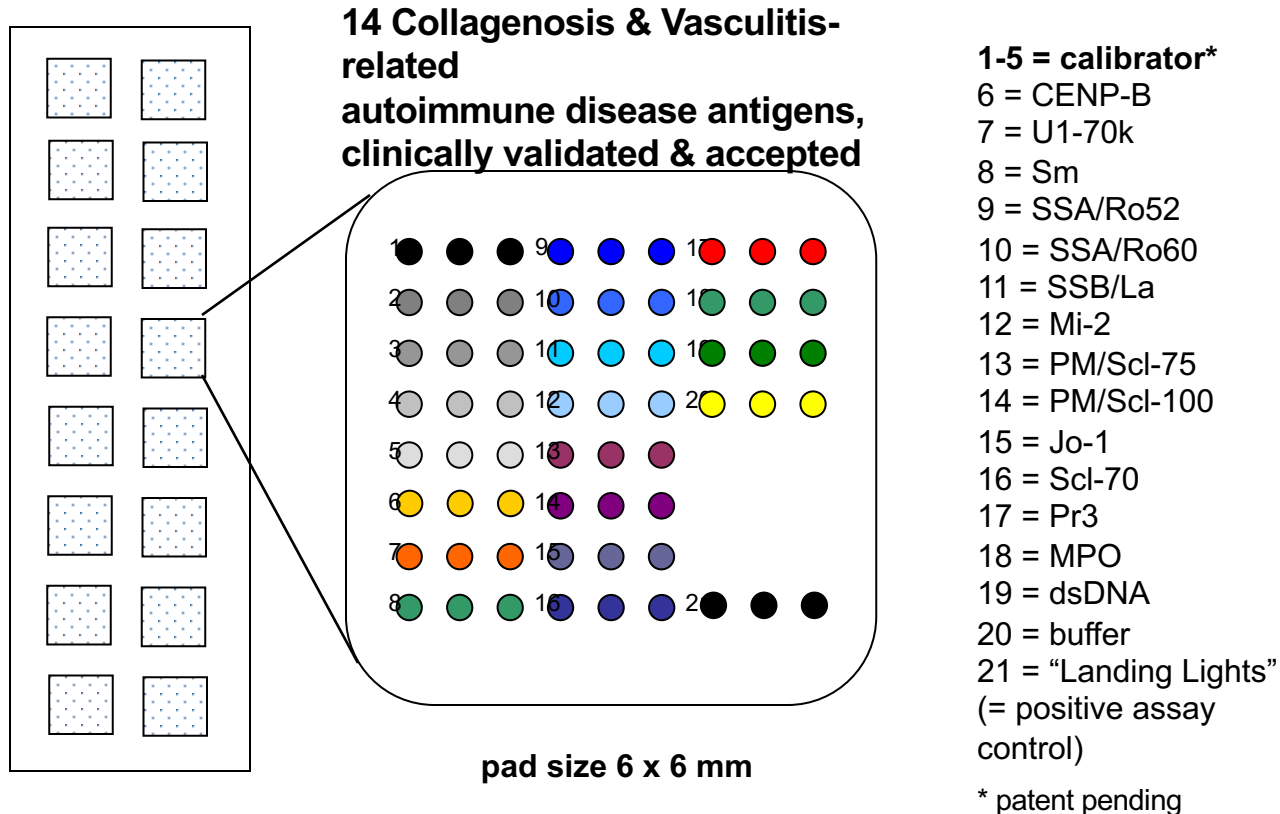 14 Collagenosis & Vasculitis-
related
autoimmune disease antigens,
clinically validated & accepted
1
2
3
4
5
6
7
8
9
10
11
12
13
14
15
16
17
18
19
20
2
pad size 6 x 6 mm
1-5 = calibrator*
6 = CENP-B
7 = U1-70k
8 = Sm
9 = SSA/Ro52
10 = SSA/Ro60
11 = SSB/La
12 = Mi-2
13 = PM/Scl-75
14 = PM/Scl-100
15 = Jo-1
16 = Scl-70
17 = Pr3
18 = MPO
19 = dsDNA
20 = buffer
21 = “Landing Lights”
(= positive assay
control)
* patent pending